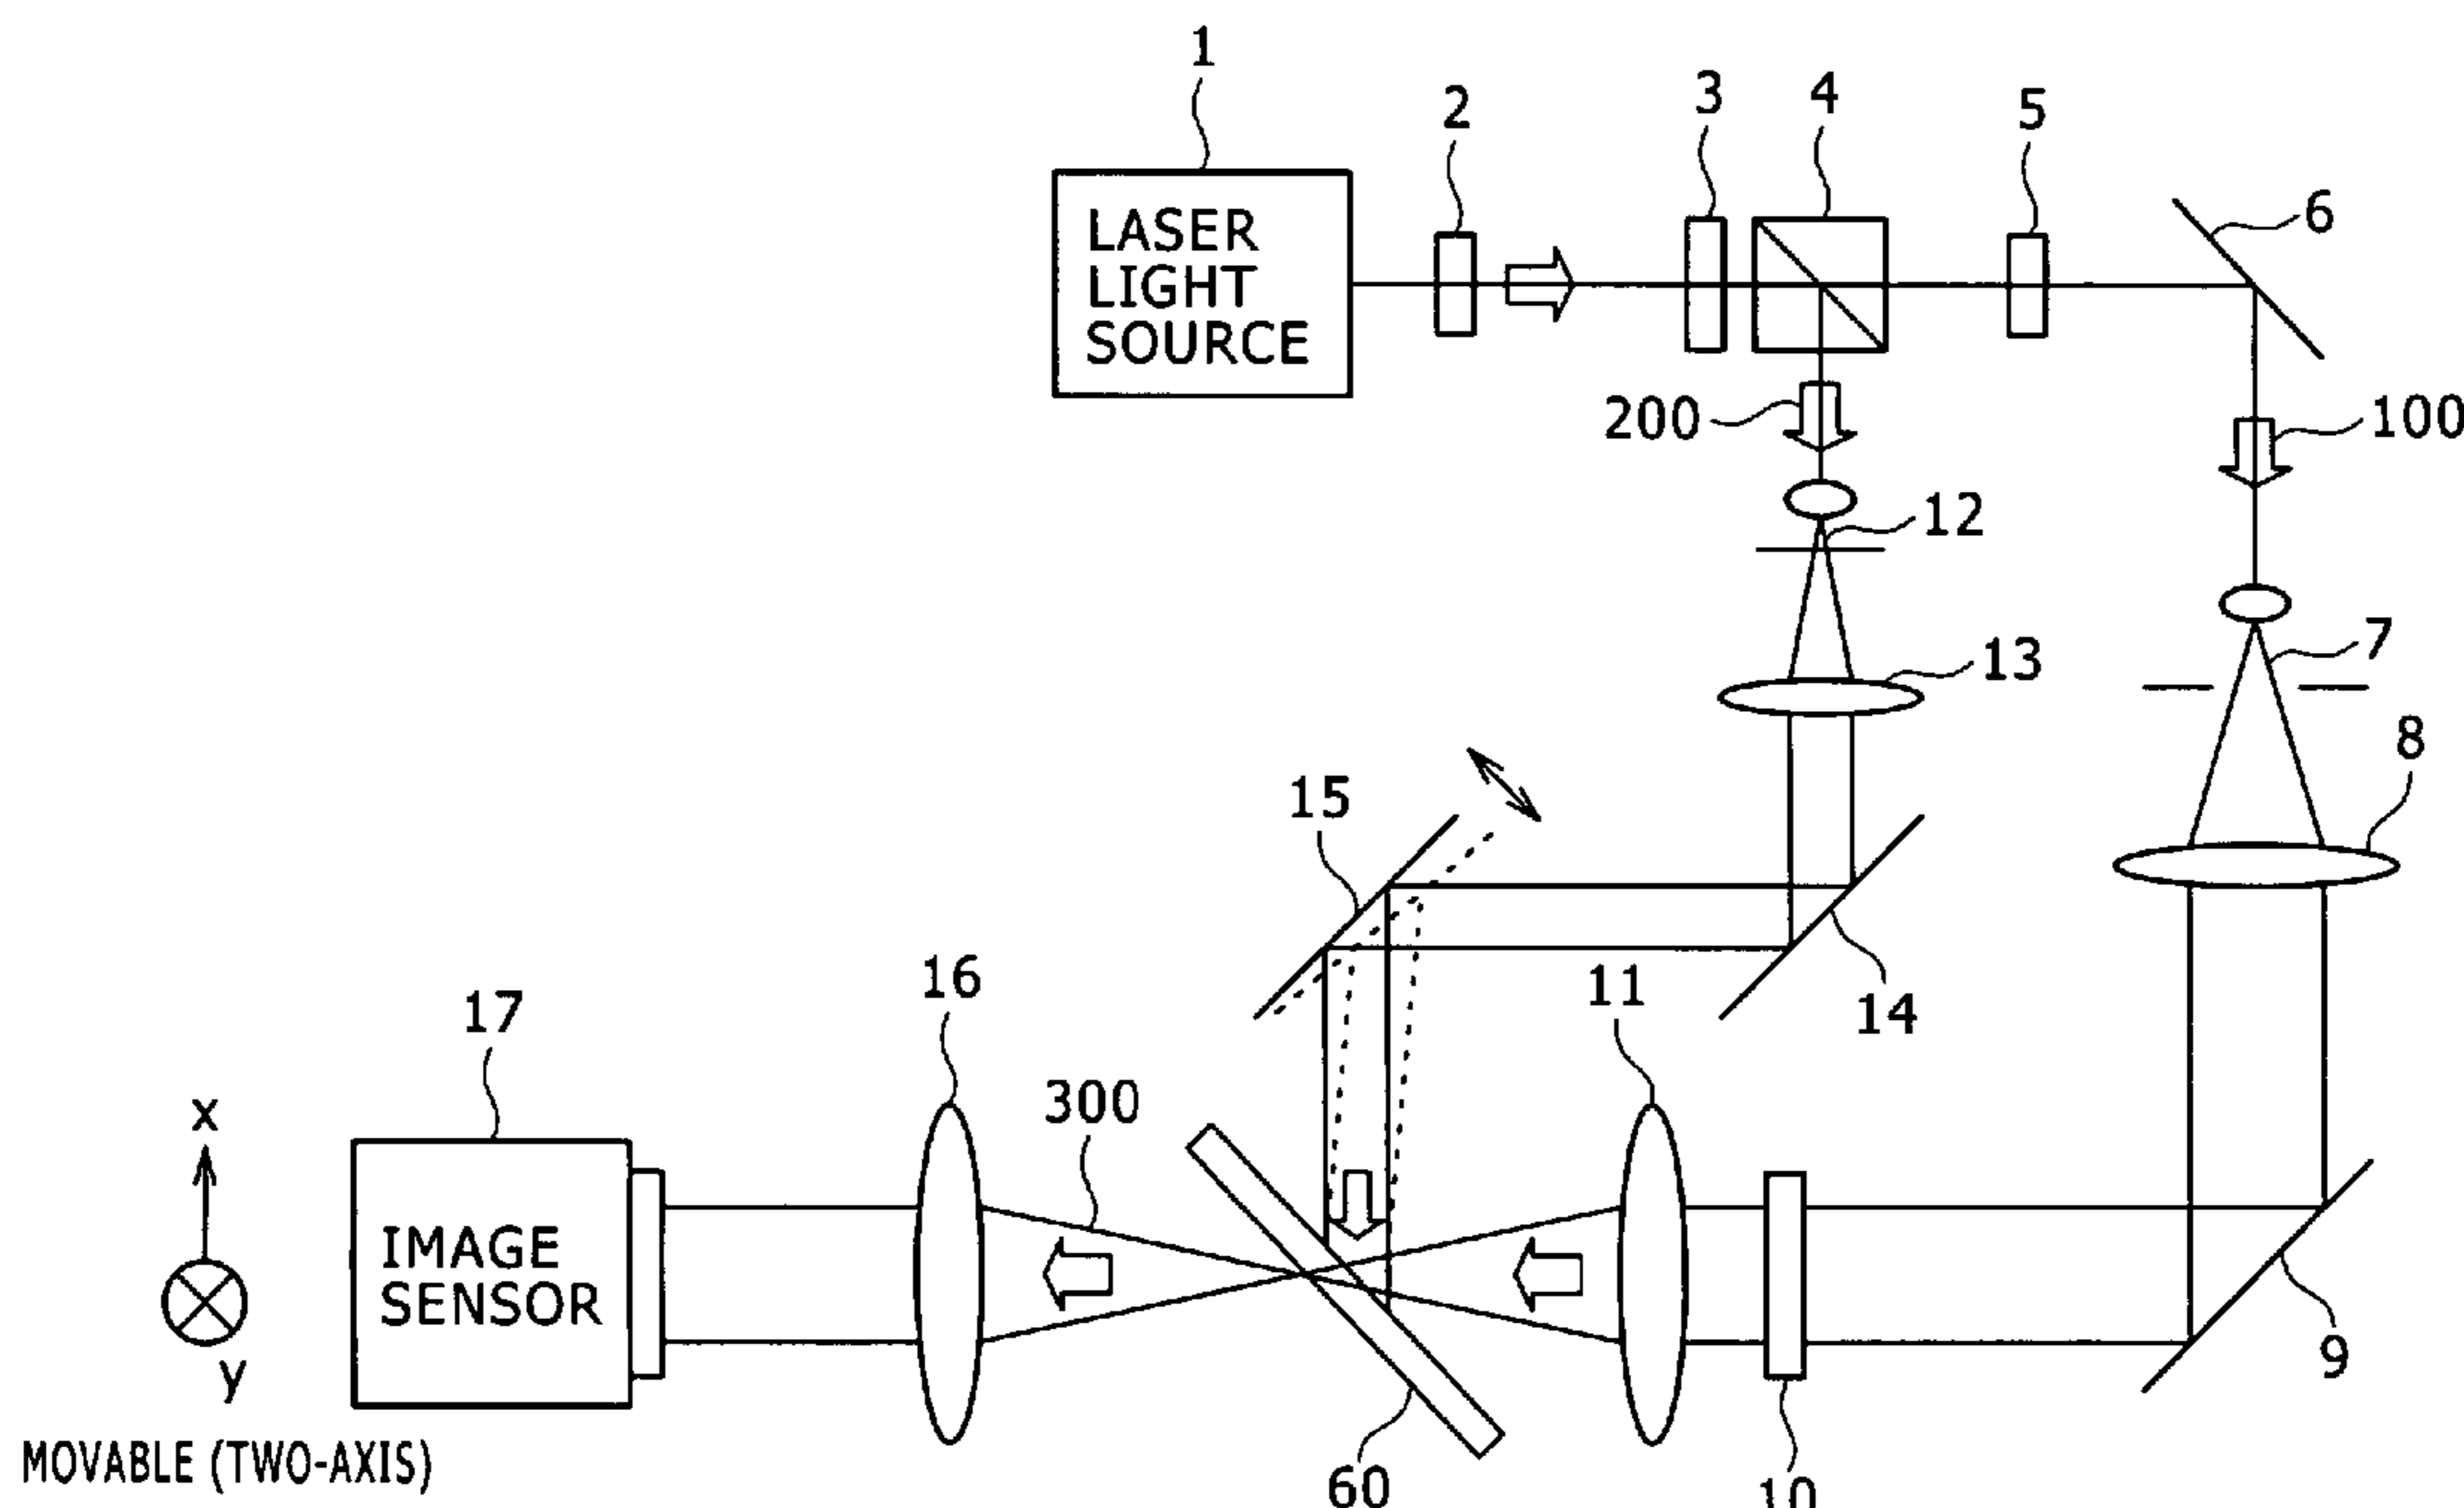 1
2
3
4
5
6
LASER
LIGHT
SOURCE
200
100
12
7
13
8
15
16
11
14
17
300
x
IMAGE
SENSOR
y
9
MOVABLE (TWO-AXIS)
60
10